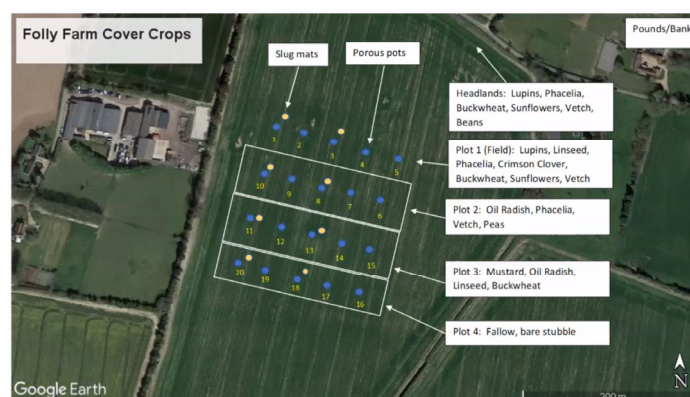 Folly Farm Cover Crops
Pounds/Bank
Slug mats
Porous pots
Headlands: Lupins, Phacelia,
Buckwheat, Sunflowers, Vetch,
Beans
Plot 1 (Field): Lupins, Linseed,
Phacelia, Crimson Clover,
Buckwheat, Sunflowers, Vetch
Plot 2: Oil Radish, Phacelia,
Vetch, Peas
Plot 3: Mustard, Oil Radish,
Linseed, Buckwheat
Plot 4: Fallow, bare stubble
1 2 3 4 5
10 9 8 7 6
11 12 13 14 15
20 19 18 17 16
Google Earth
N
200 m